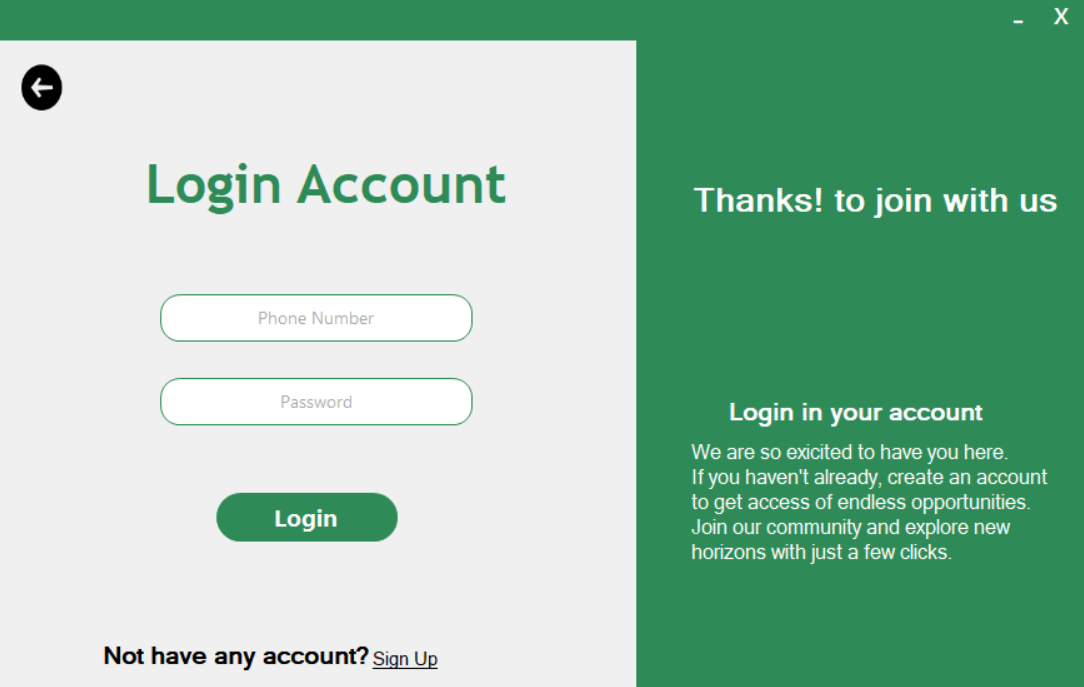 - X
Login Account
Phone Number
Password
Login
Not have any account? Sign Up
Thanks! to join with us
Login in your account
We are so exicited to have you here.
If you haven't already, create an account
to get access of endless opportunities.
Join our community and explore new
horizons with just a few clicks.